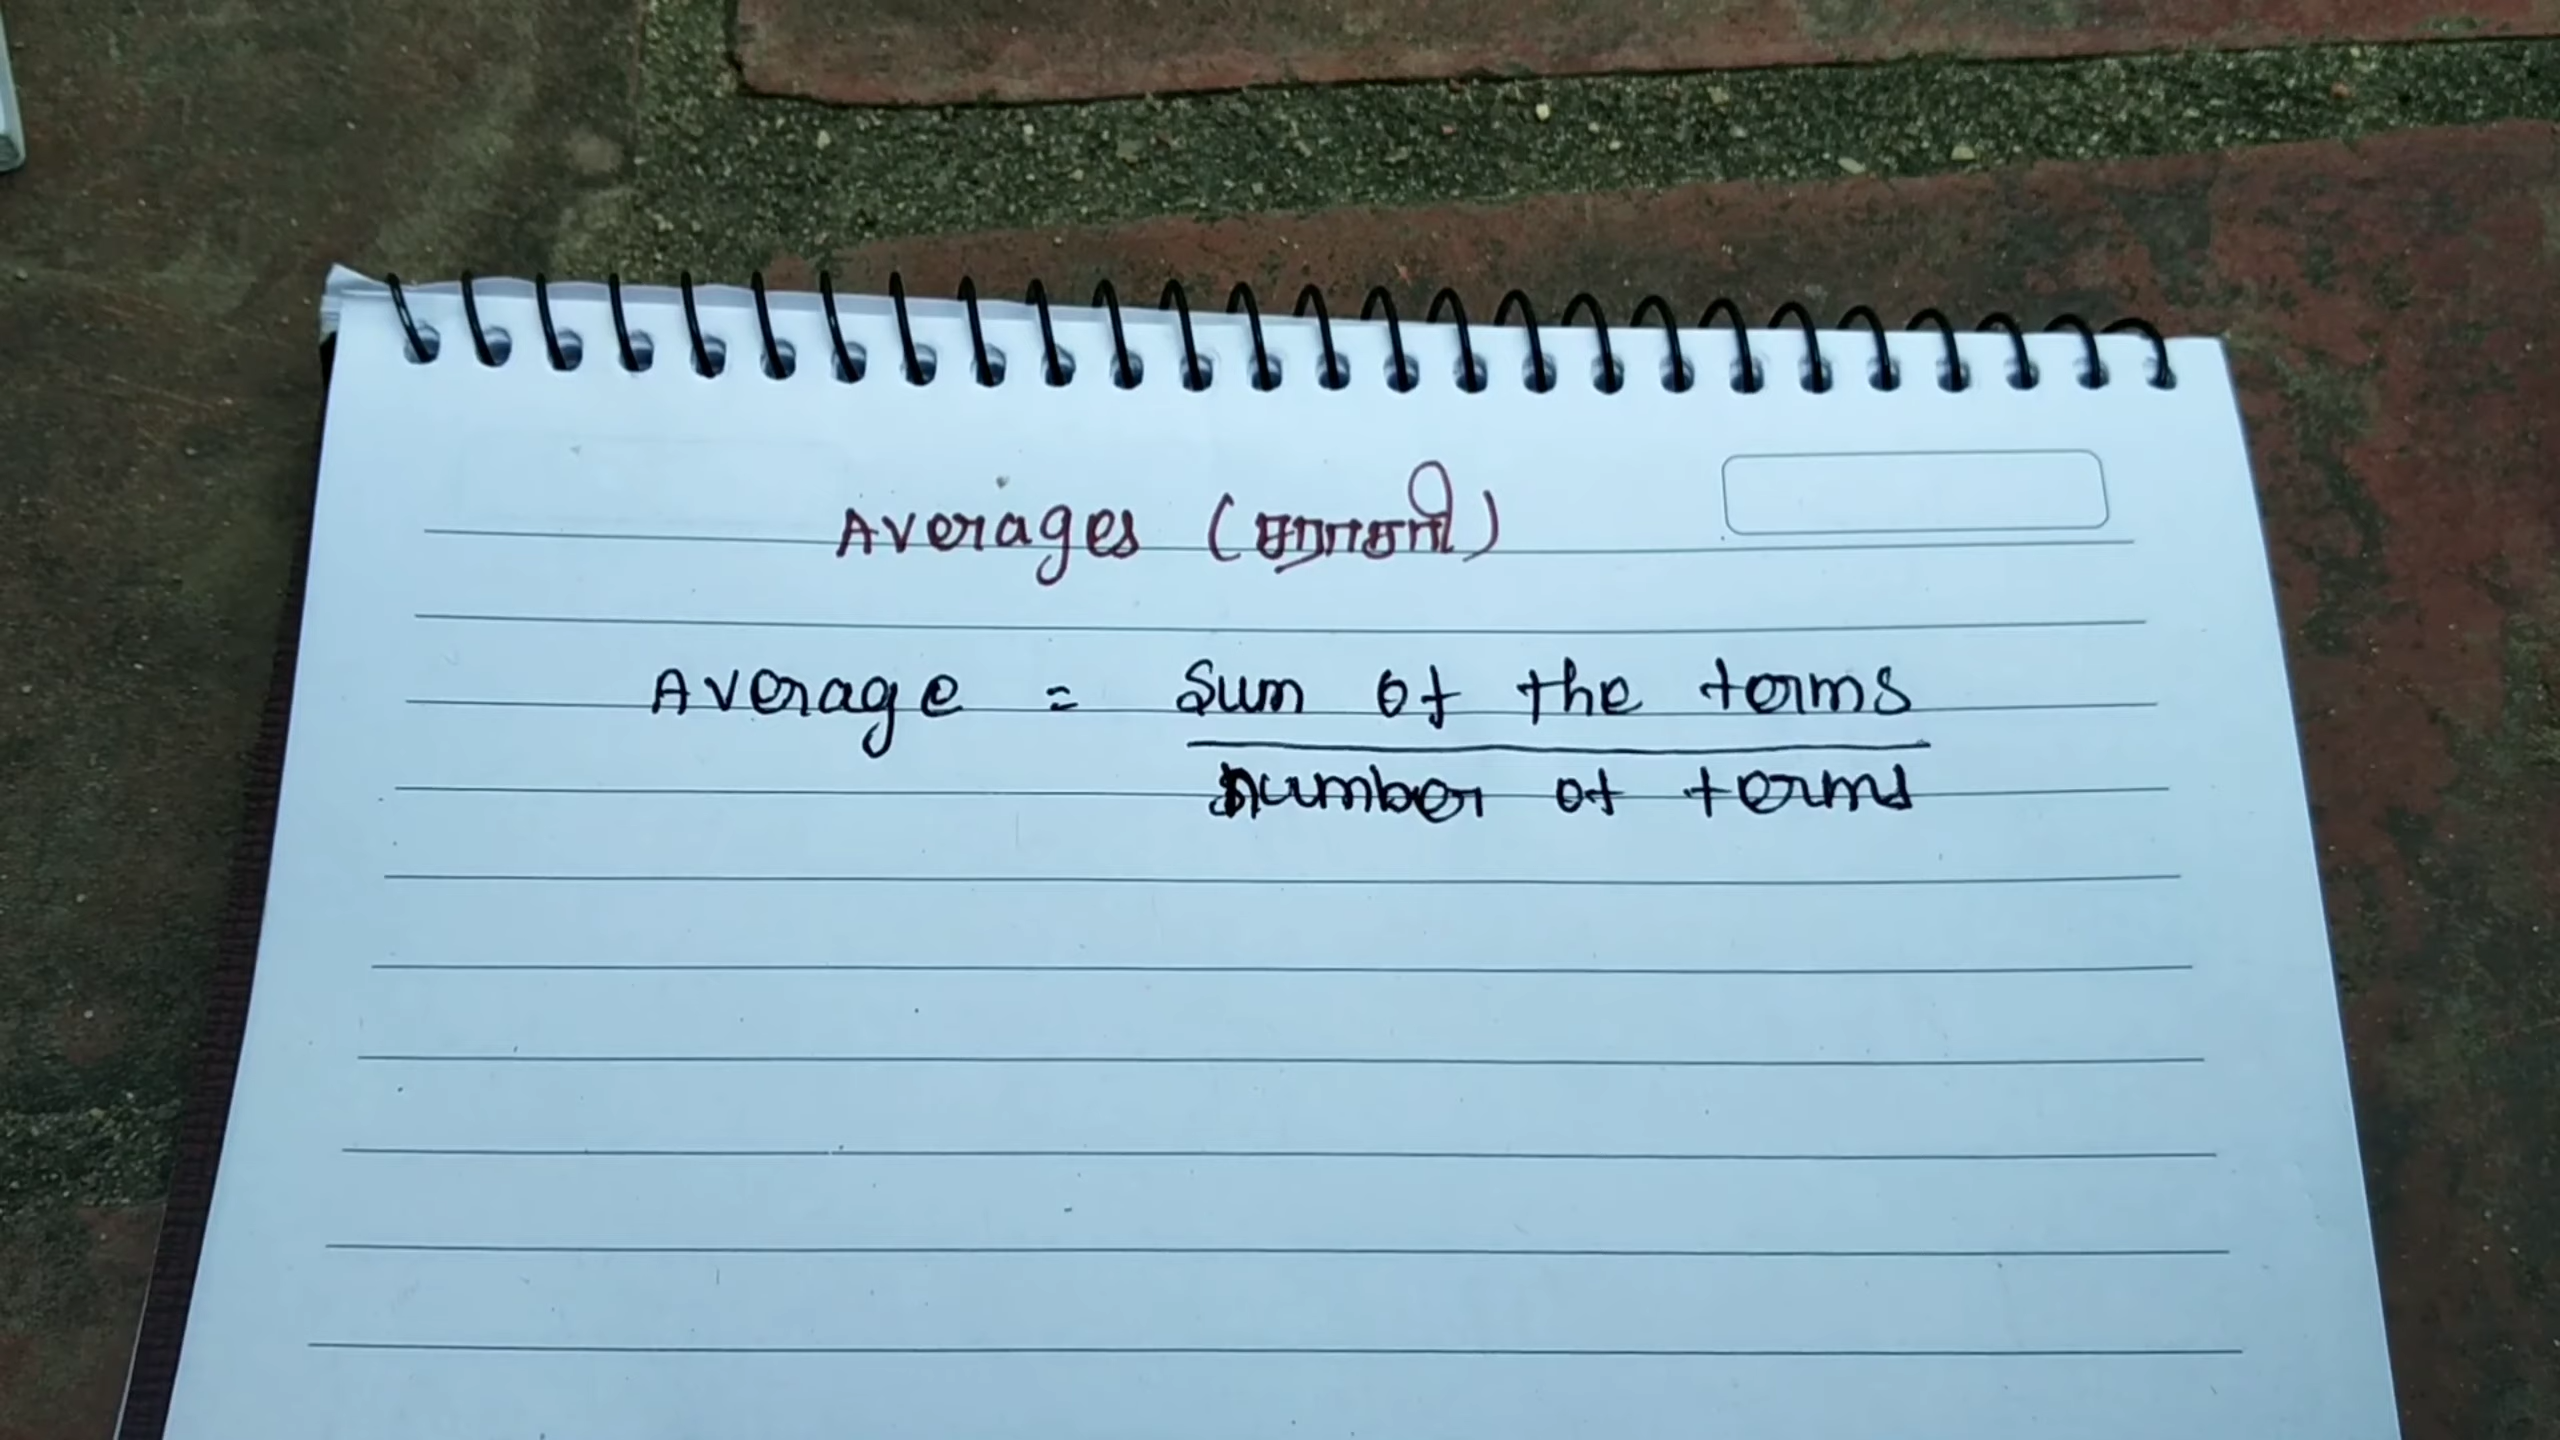 Averages (சராசரி)
Average = Sum of the terms
number of terms